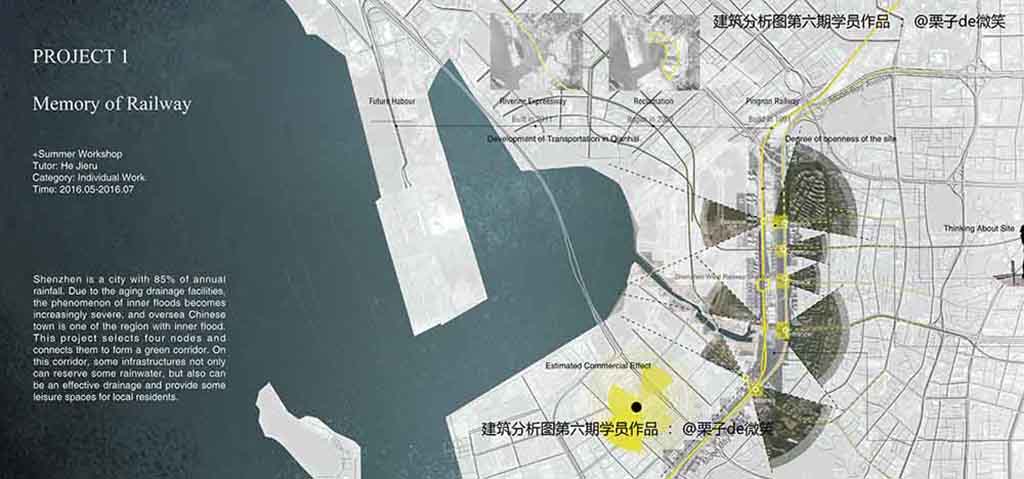 建筑分析图第六期学员作品 ： @栗子de微笑
PROJECT 1
Memory of Railway
+Summer Workshop
Tutor: He Jieru
Category: Individual Work
Time: 2016.05-2016.07
Shenzhen is a city with 85% of annual
rainfall. Due to the aging drainage facilities,
the phenomenon of inner floods becomes
increasingly severe, and oversea Chinese
town is one of the region with inner flood.
This project selects four nodes and
connects them to form a green corridor. On
this corridor, some infrastructures not only
can reserve some rainwater, but also can
be an effective drainage and provide some
leisure spaces for local residents.
Future Habour
Riverine Expressway
Reclamation
Pingnan Railway
Built in 2011
Development of Transportation in Qianhai
Degree of openness of the site
Thinking About Site
Shenzhen West Railway
Estimated Commercial Effect
建筑分析图第六期学员作品 ： @栗子de微笑